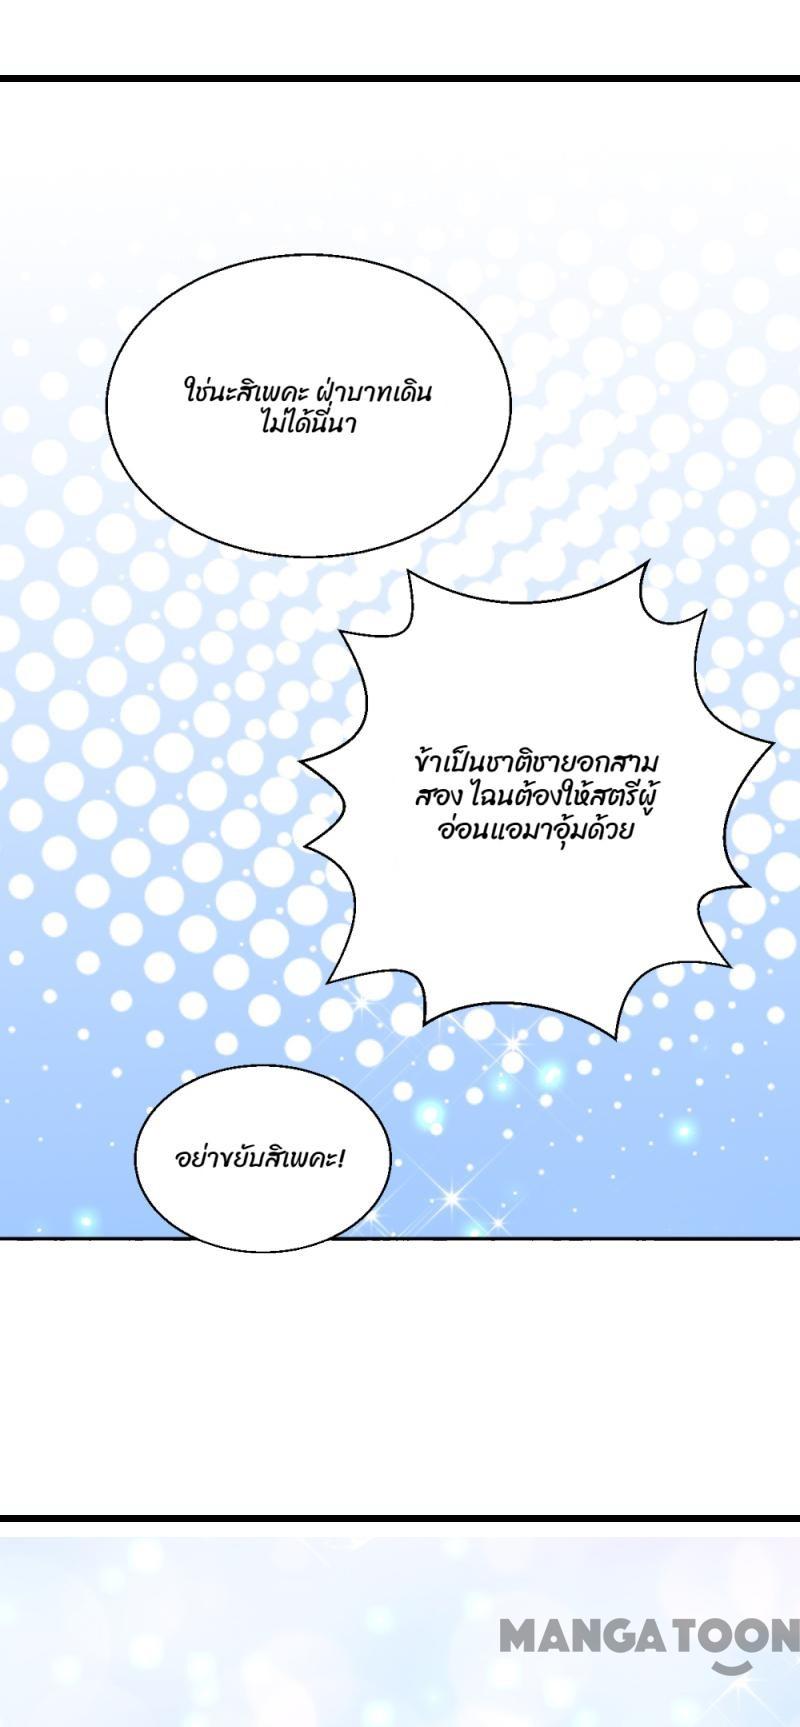 ใช่นะสิเพคะ ฝ่าบาทเดิน
ไม่ได้นี่นา
ข้าเป็นชาติชายอกสาม
สอง ไฉนต้องให้สตรีผู้
อ่อนแอมาอุ้มด้วย
อย่าขยับสิเพคะ!
MANGATOON